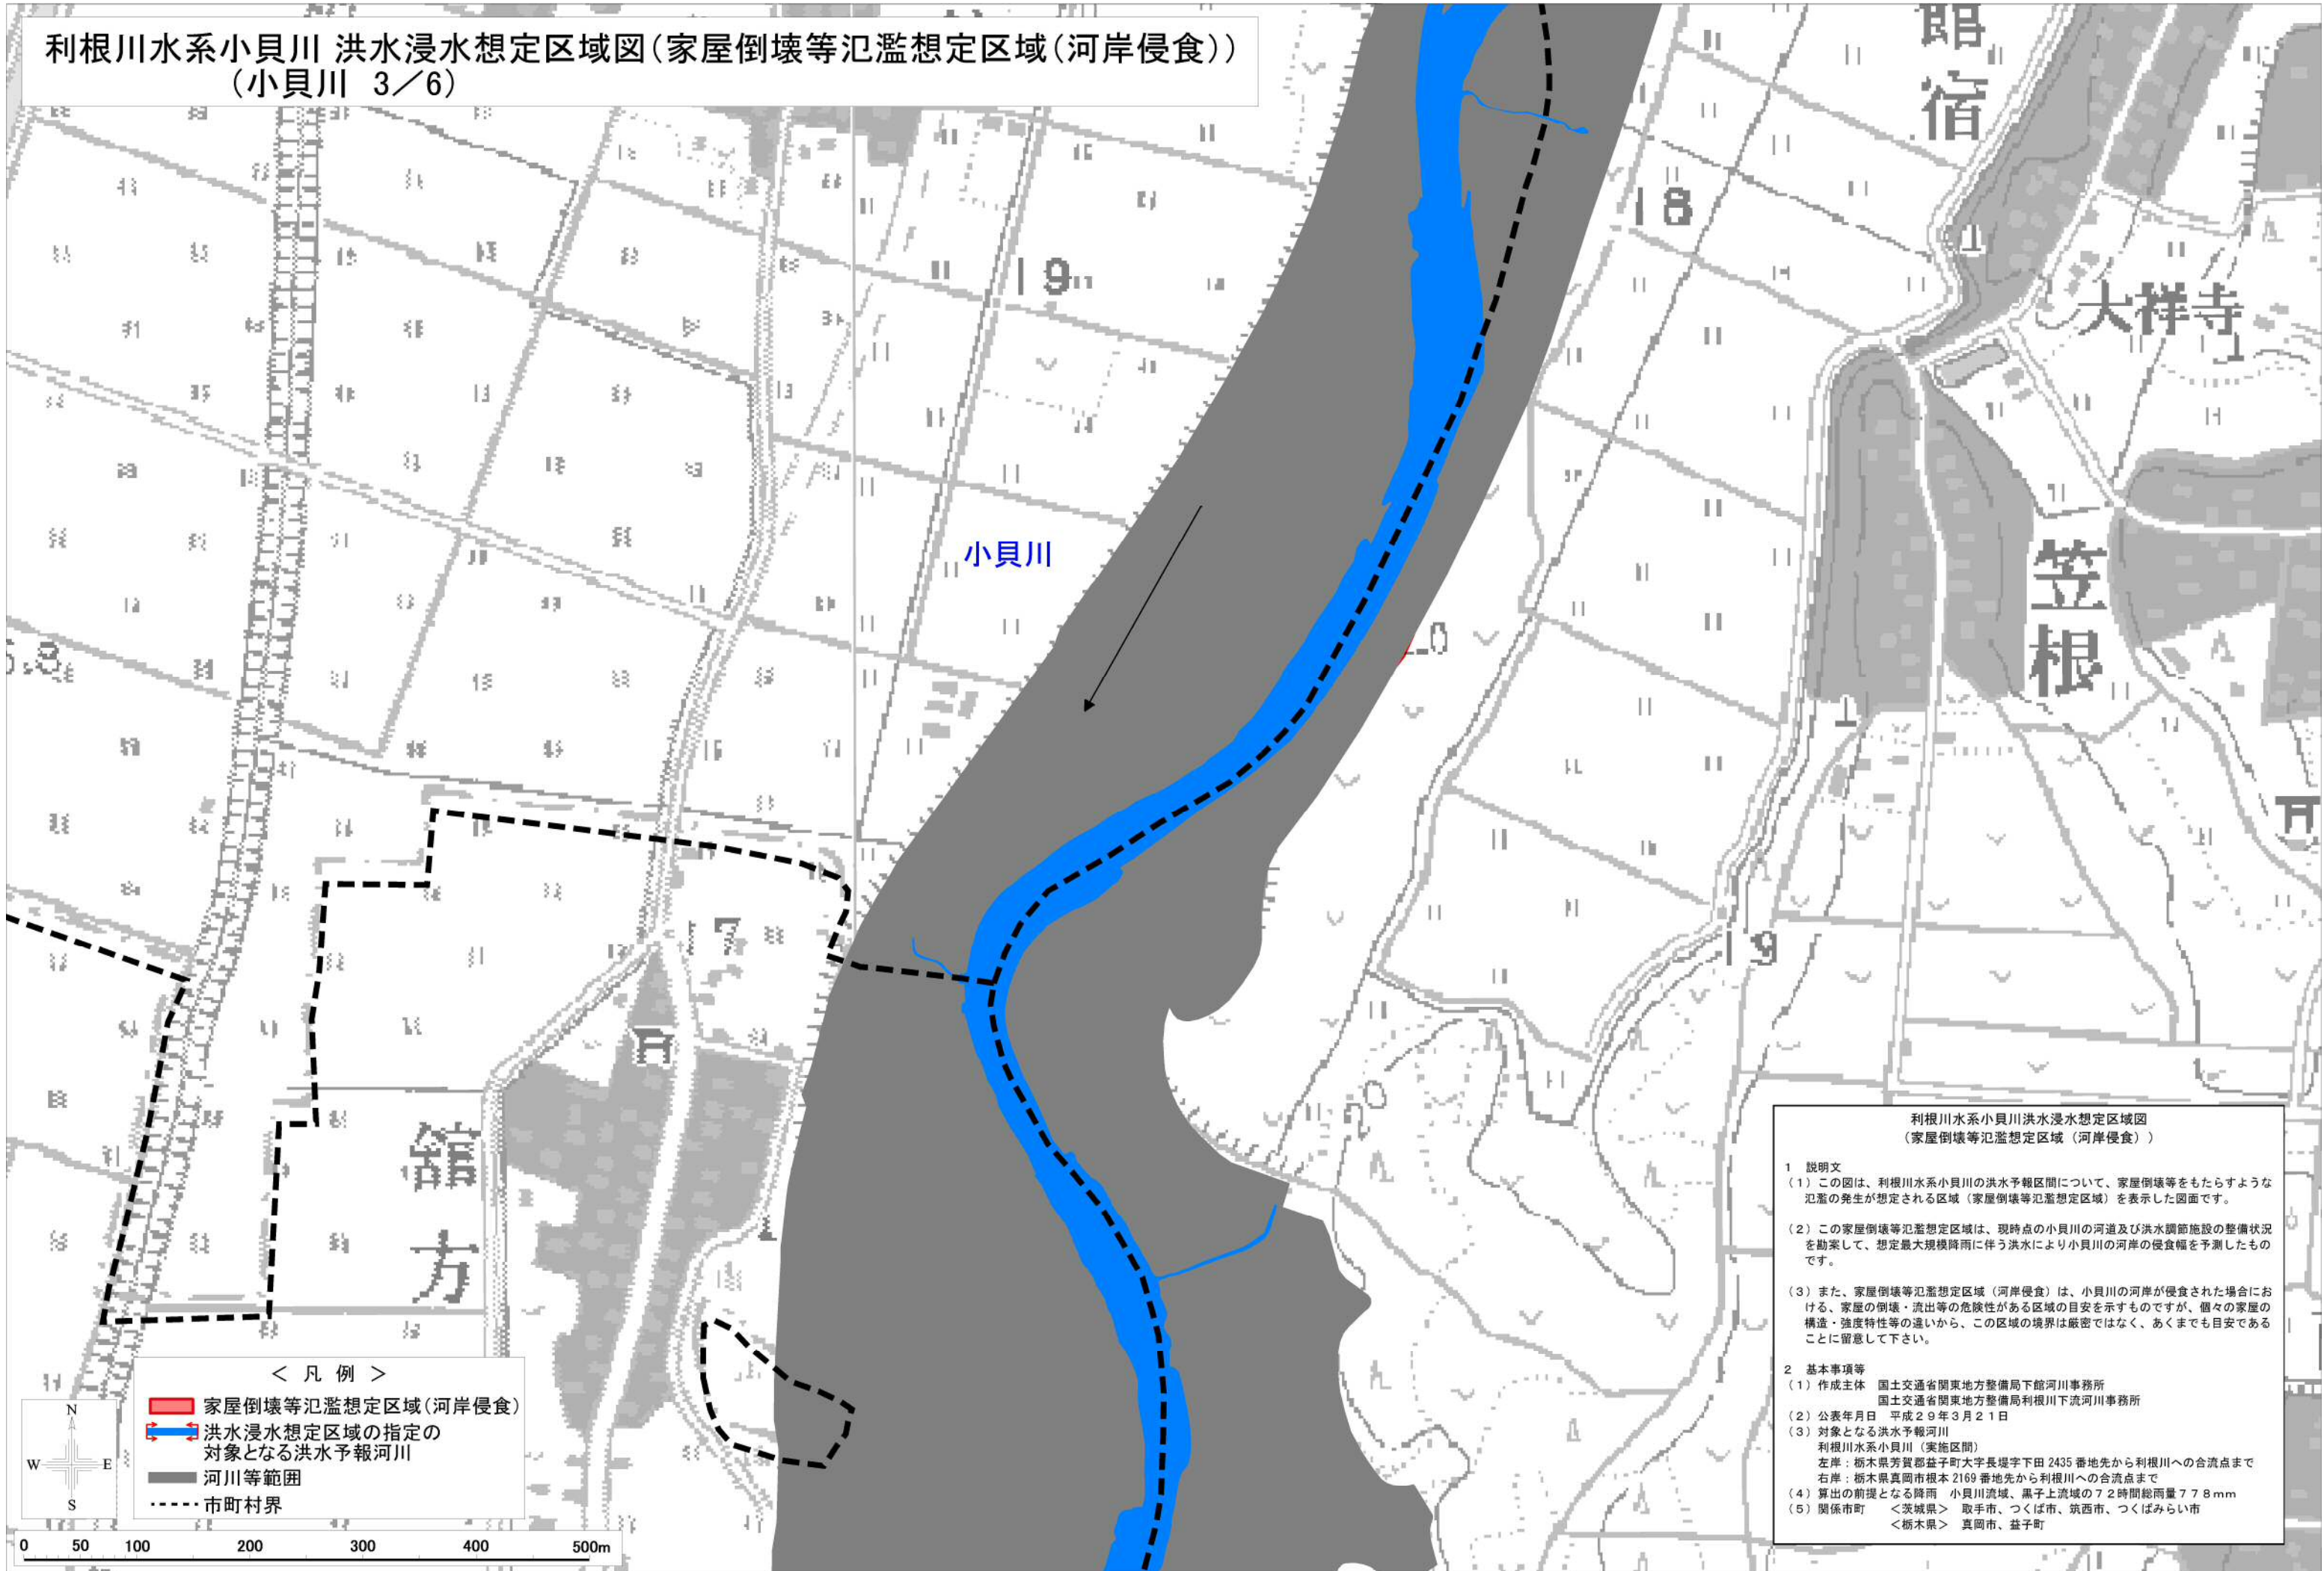 利根川水系小貝川 洪水浸水想定区域図(家屋倒壊等氾濫想定区域(河岸侵食))
(小貝川 3/6)
館
宿
18
19
大祥寺
小貝川
笠
根
17
19
20
館
方
<凡例>
家屋倒壊等氾濫想定区域(河岸侵食)
洪水浸水想定区域の指定の
対象となる洪水予報河川
河川等範囲
市町村界
N
W E
S
0 50 100 200 300 400 500m
利根川水系小貝川洪水浸水想定区域図
(家屋倒壊等氾濫想定区域(河岸侵食))
1 説明文
(1)この図は、利根川水系小貝川の洪水予報区間について、家屋倒壊等をもたらすような
氾濫の発生が想定される区域(家屋倒壊等氾濫想定区域)を表示した図面です。
(2)この家屋倒壊等氾濫想定区域は、現時点の小貝川の河道及び洪水調節施設の整備状況
を勘案して、想定最大規模降雨に伴う洪水により小貝川の河岸の侵食幅を予測したもの
です。
(3)また、家屋倒壊等氾濫想定区域(河岸侵食)は、小貝川の河岸が侵食された場合にお
ける、家屋の倒壊・流出等の危険性がある区域の目安を示すものですが、個々の家屋の
構造・強度特性等の違いから、この区域の境界は厳密ではなく、あくまでも目安である
ことに留意して下さい。
2 基本事項等
(1)作成主体 国土交通省関東地方整備局下館河川事務所
国土交通省関東地方整備局利根川下流河川事務所
(2)公表年月日 平成29年3月21日
(3)対象となる洪水予報河川
利根川水系小貝川(実施区間)
左岸:栃木県芳賀郡益子町大字長堤字下田2435番地先から利根川への合流点まで
右岸:栃木県真岡市根本2169番地先から利根川への合流点まで
(4)算出の前提となる降雨 小貝川流域、黒子上流域の72時間総雨量778mm
(5)関係市町 <茨城県> 取手市、つくば市、筑西市、つくばみらい市
<栃木県> 真岡市、益子町